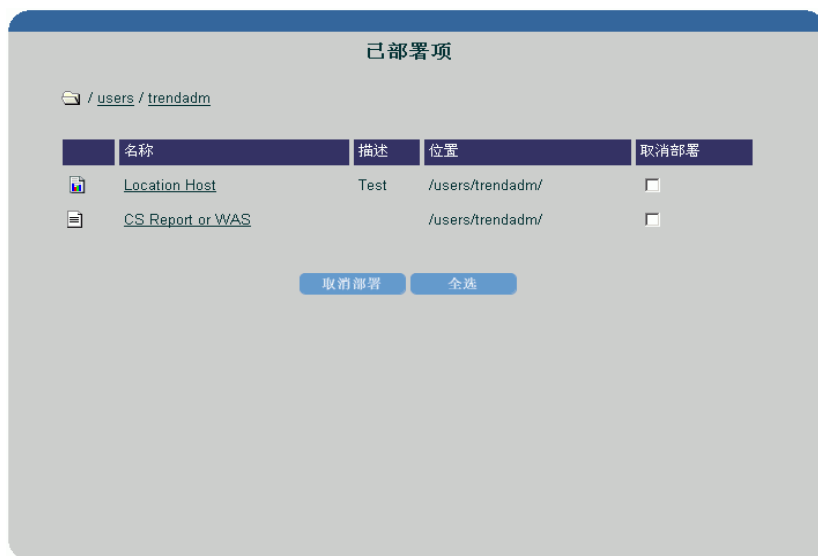 已部署项
/ users / trendadm
名称 描述 位置 取消部署
Location Host Test /users/trendadm/
CS Report or WAS /users/trendadm/
取消部署 全选